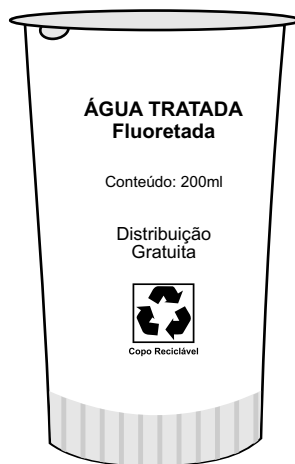 ÁGUA TRATADA
Fluoretada
Conteúdo: 200ml
Distribuição
Gratuita
Copo Reciclável